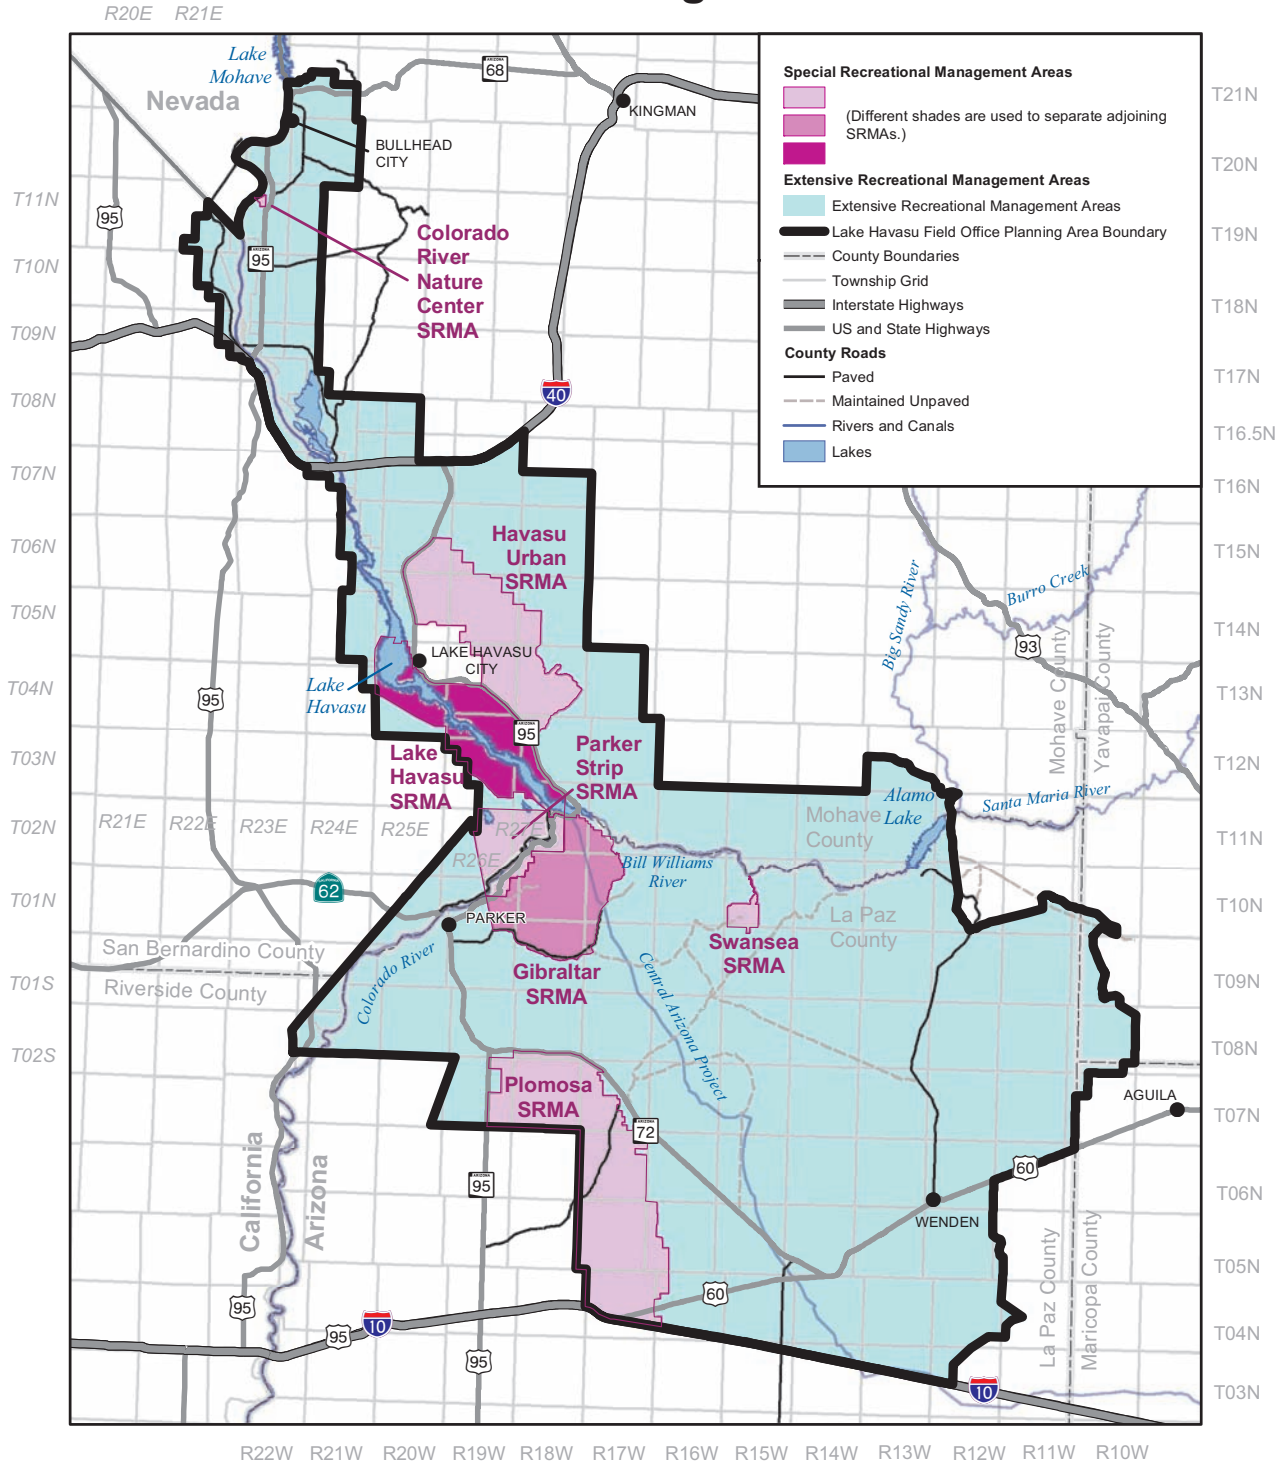 R20E R21E
Lake
Mohave
Nevada
ARIZONA
68
KINGMAN
BULLHEAD
CITY
95
ARIZONA
95
Colorado
River
Nature
Center
SRMA
40
Special Recreational Management Areas
(Different shades are used to separate adjoining
SRMAs.)
Extensive Recreational Management Areas
Extensive Recreational Management Areas
Lake Havasu Field Office Planning Area Boundary
County Boundaries
Township Grid
Interstate Highways
US and State Highways
County Roads
Paved
Maintained Unpaved
Rivers and Canals
Lakes
T11N
T10N
T09N
T08N
T07N
T06N
T05N
T04N
T03N
T02N
T01N
T01S
T02S
T21N
T20N
T19N
T18N
T17N
T16.5N
T16N
T15N
T14N
T13N
T12N
T11N
T10N
T09N
T08N
T07N
T06N
T05N
T04N
T03N
Havasu
Urban
SRMA
LAKE HAVASU
CITY
Lake
Havasu
95
ARIZONA
95
Lake
Havasu
SRMA
Parker
Strip
SRMA
Big Sandy River
Burro Creek
93
Mohave County
Yavapai County
Santa Maria River
Alamo
Lake
Mohave
County
R21E R22E R23E R24E R25E R27E
R26E
Bill Williams
River
La Paz
County
CALIFORNIA
62
PARKER
San Bernardino County
Riverside County
Colorado River
Gibraltar
SRMA
Swansea
SRMA
Central Arizona Project
Plomosa
SRMA
ARIZONA
72
ARIZONA
95
AGUILA
60
WENDEN
California
Arizona
La Paz County
Maricopa County
60
95
10
95
95
10
R22W R21W R20W R19W R18W R17W R16W R15W R14W R13W R12W R11W R10W